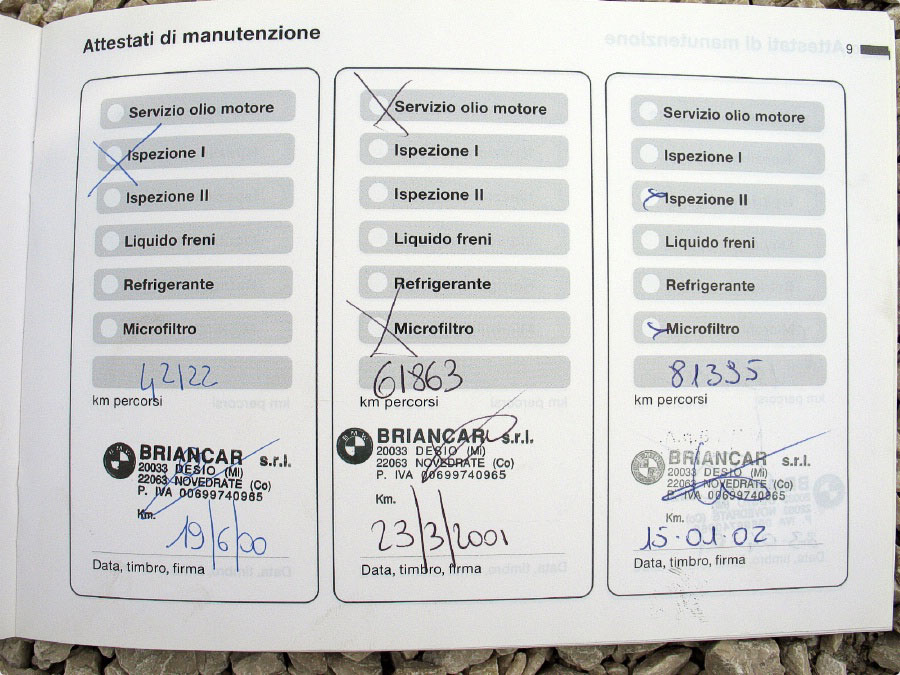 Attestati di manutenzione
9
Servizio olio motore
Ispezione I
Ispezione II
Liquido freni
Refrigerante
Microfiltro
42122
km percorsi
BMW
BRIANCAR s.r.l.
20033 DESIO (Mi)
22063 NOVEDRATE (Co)
P. IVA 00699740965
Km.
19/6/00
Data, timbro, firma
Servizio olio motore
Ispezione I
Ispezione II
Liquido freni
Refrigerante
Microfiltro
61863
km percorsi
BMW
BRIANCAR s.r.l.
20033 DESIO (Mi)
22063 NOVEDRATE (Co)
P. IVA 00699740965
Km.
23/3/2001
Data, timbro, firma
Servizio olio motore
Ispezione I
Ispezione II
Liquido freni
Refrigerante
Microfiltro
81395
km percorsi
BRIANCAR s.r.l.
20033 DESIO (Mi)
22063 NOVEDRATE (Co)
P. IVA 00699740965
Km.
15.01.02
Data, timbro, firma